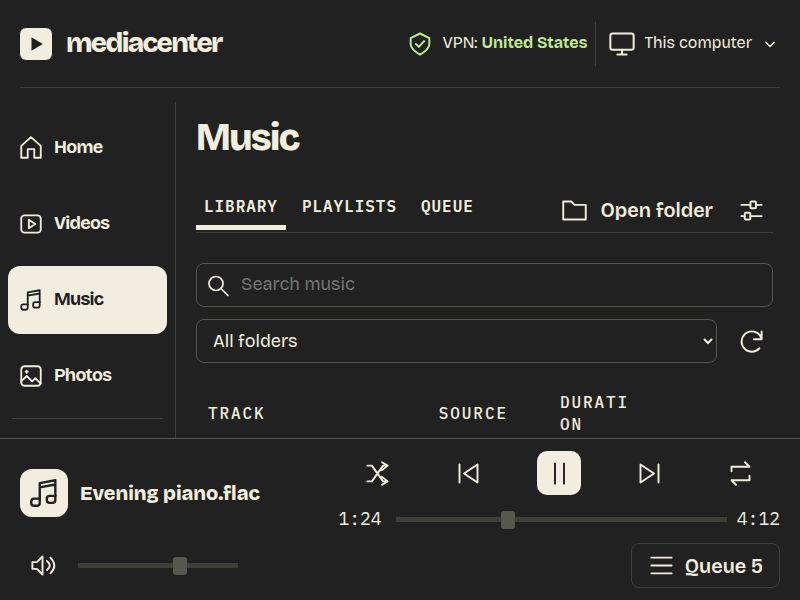 mediacenter
VPN: United States
This computer
Home
Videos
Music
Photos
Music
LIBRARY PLAYLISTS QUEUE
Open folder
Search music
All folders
TRACK SOURCE DURATI
ON
Evening piano.flac
1:24 4:12
Queue 5